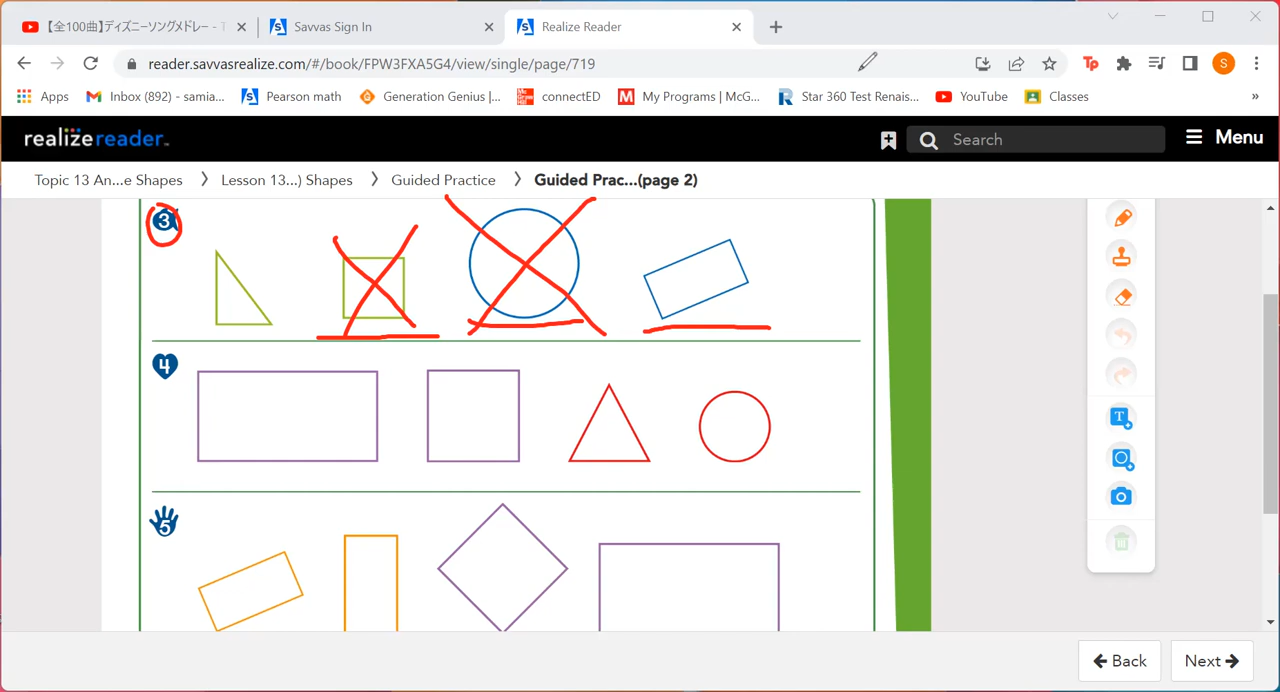 【全100曲】ディズニーソングメドレー - T
Savvas Sign In
Realize Reader
reader.savvasrealize.com/#/book/FPW3FXA5G4/view/single/page/719
Tp
S
Apps
Inbox (892) - samia...
Pearson math
Generation Genius |...
connectED
My Programs | McG...
Star 360 Test Renais...
YouTube
Classes
»
realizereader.
Search
Menu
Topic 13 An...e Shapes > Lesson 13...) Shapes > Guided Practice > Guided Prac...(page 2)
3
4
5
T
Back
Next